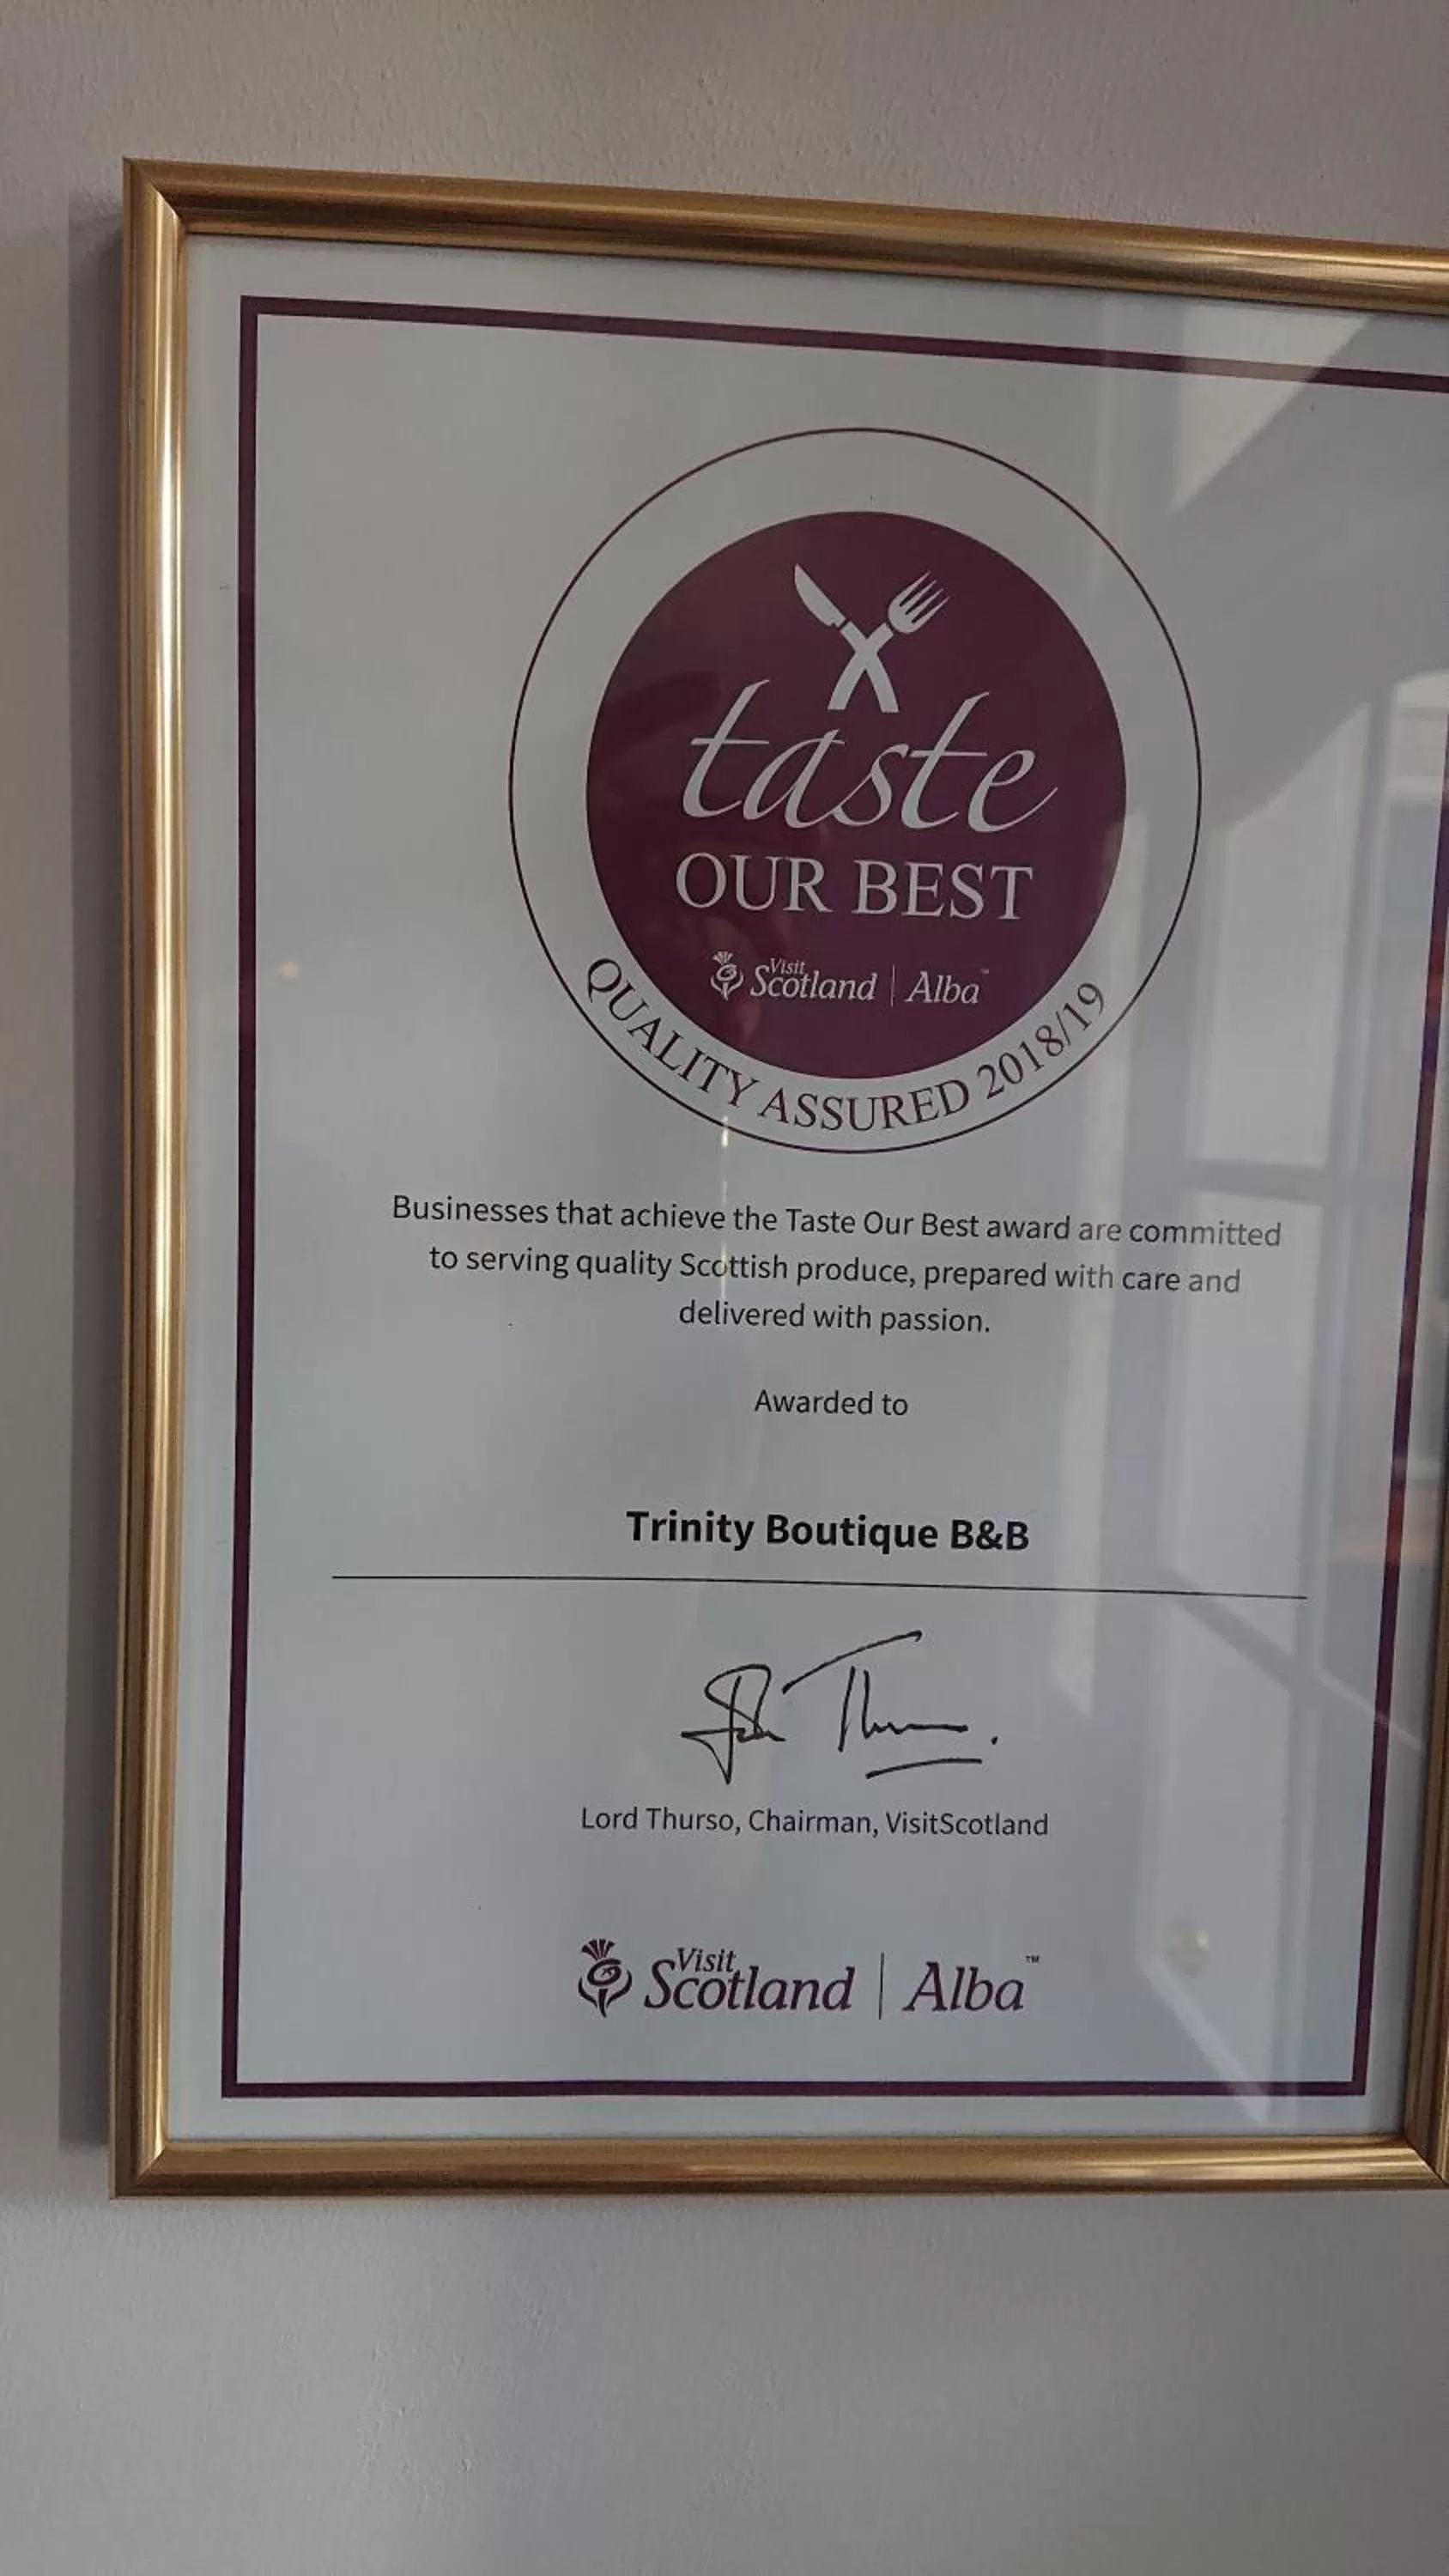 taste
OUR BEST
Visit
Scotland | Alba™
QUALITY ASSURED 2018/19
Businesses that achieve the Taste Our Best award are committed
to serving quality Scottish produce, prepared with care and
delivered with passion.
Awarded to
Trinity Boutique B&B
Lord Thurso, Chairman, VisitScotland
Visit
Scotland | Alba™